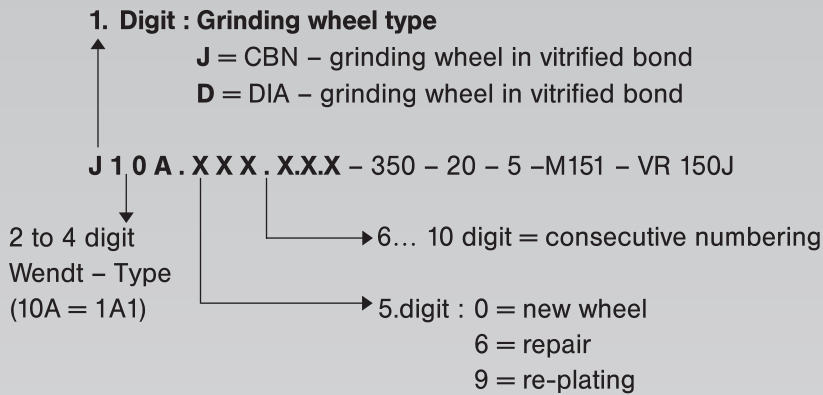 1. Digit : Grinding wheel type
J = CBN – grinding wheel in vitrified bond
D = DIA – grinding wheel in vitrified bond
J 1 0 A . X X X . X.X.X – 350 – 20 – 5 –M151 – VR 150J
2 to 4 digit
Wendt – Type
(10A = 1A1)
6… 10 digit = consecutive numbering
5.digit : 0 = new wheel
6 = repair
9 = re-plating